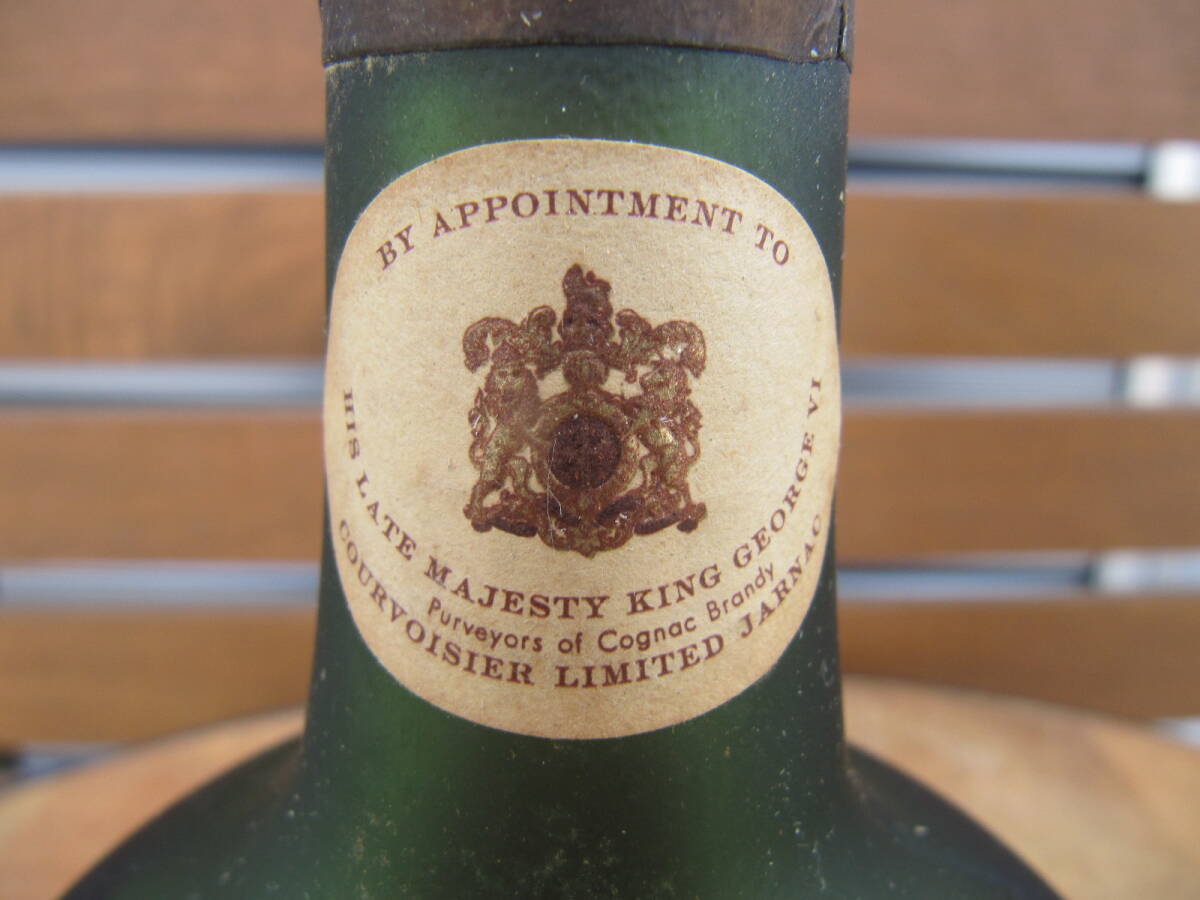 BY APPOINTMENT TO
HIS LATE MAJESTY KING GEORGE VI
Purveyors of Cognac Brandy
COURVOISIER LIMITED JARNAC